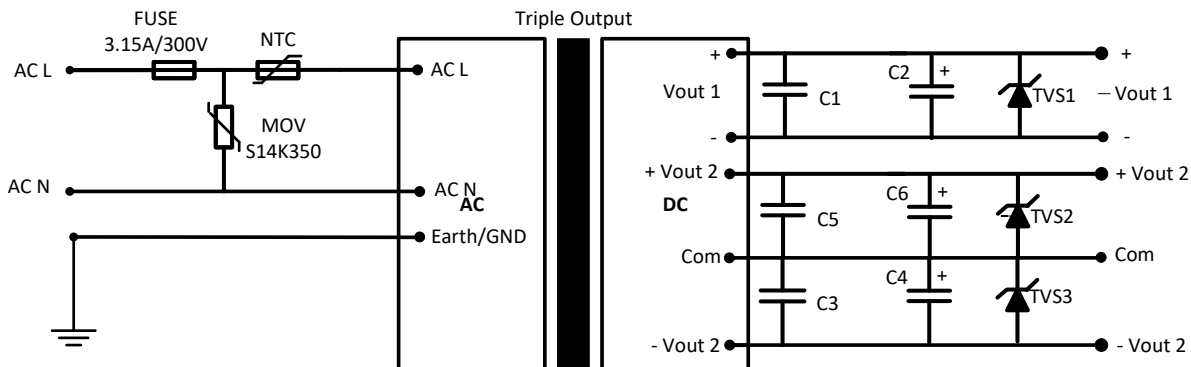 Triple Output
FUSE
3.15A/300V
NTC
AC L
AC L
MOV
S14K350
AC N
AC N
AC
Earth/GND
+
Vout 1
-
+ Vout 2
DC
Com
- Vout 2
C1
C2
+
TVS1
+
Vout 1
-
C5
C6
+
TVS2
+ Vout 2
Com
C3
C4
+
TVS3
- Vout 2